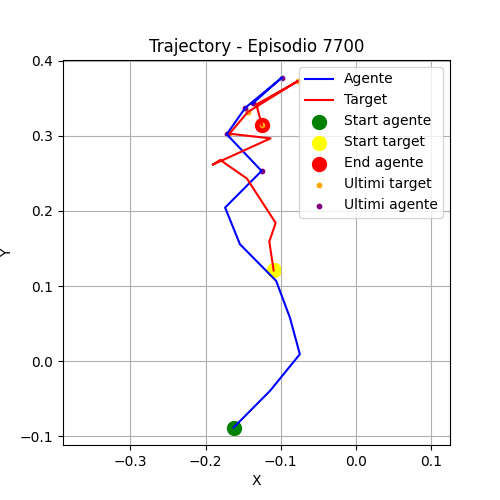 Trajectory - Episodio 7700
Agente
Target
Start agente
Start target
End agente
Ultimi target
Ultimi agente
0.4
0.3
0.2
0.1
0.0
−0.1
Y
−0.3
−0.2
−0.1
0.0
0.1
X